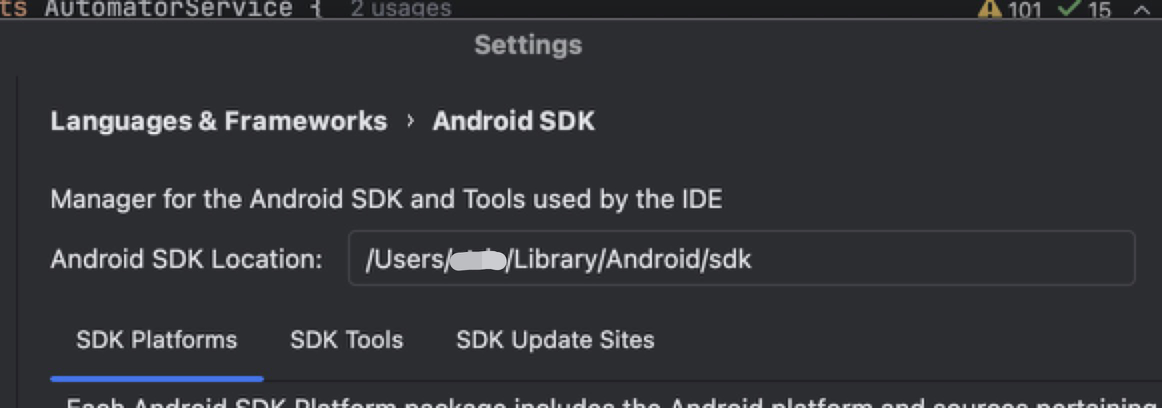 ts AutomatorService { 2 usages 101 15
Settings
Languages & Frameworks › Android SDK
Manager for the Android SDK and Tools used by the IDE
Android SDK Location: /Users/ /Library/Android/sdk
SDK Platforms SDK Tools SDK Update Sites
Each Android SDK Platform package includes the Android platform and sources pertaining